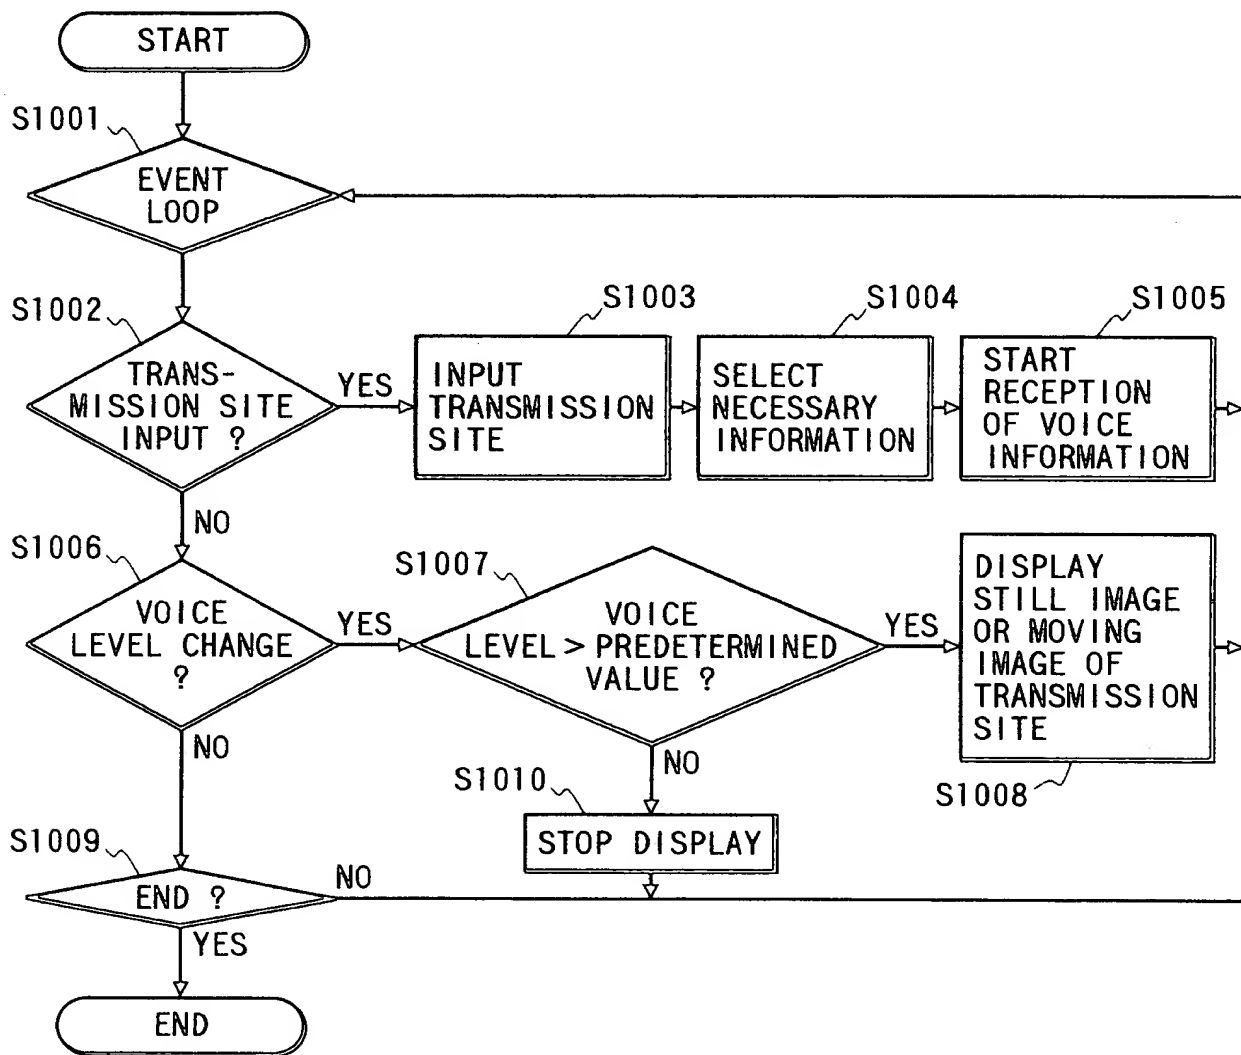 START
S1001
EVENT
LOOP
S1002
TRANS-
MISSION SITE
INPUT ?
YES
S1003
INPUT
TRANSMISSION
SITE
S1004
SELECT
NECESSARY
INFORMATION
S1005
START
RECEPTION
OF VOICE
INFORMATION
NO
S1006
VOICE
LEVEL CHANGE
?
YES
S1007
VOICE
LEVEL > PREDETERMINED
VALUE ?
YES
DISPLAY
STILL IMAGE
OR MOVING
IMAGE OF
TRANSMISSION
SITE
S1008
NO
NO
S1010
STOP DISPLAY
S1009
END ?
NO
YES
END